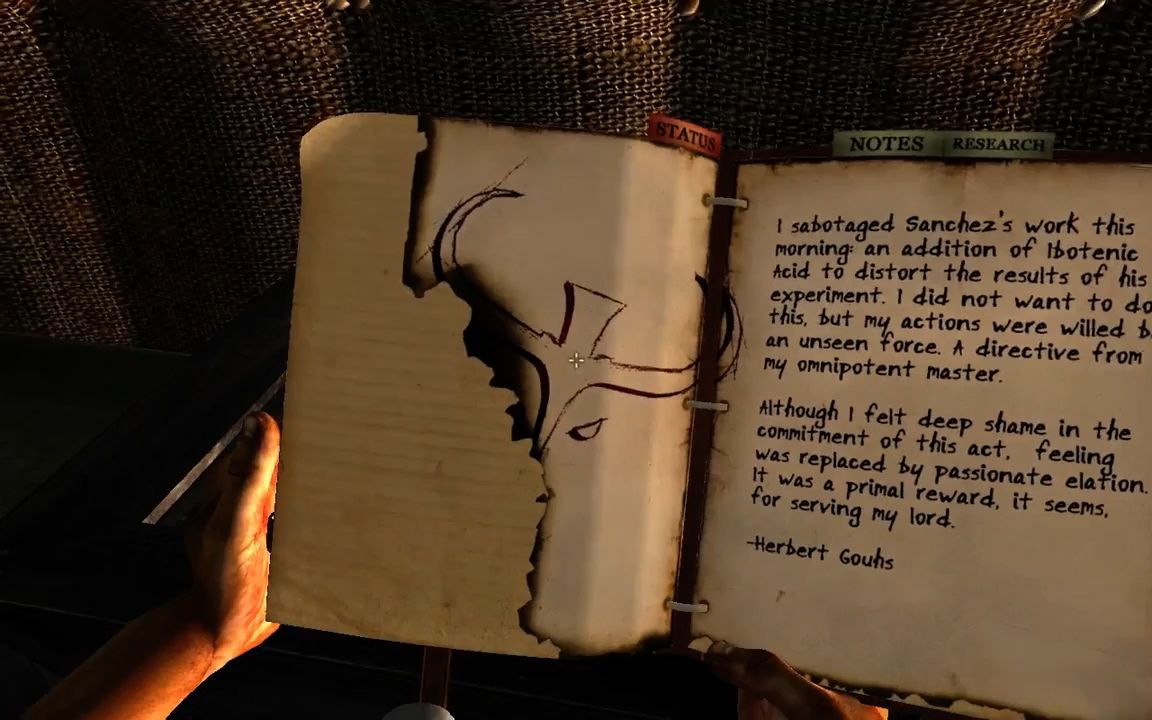 STATUS
NOTES
RESEARCH
I sabotaged Sanchez's work this
morning: an addition of Ibotenic
Acid to distort the results of his
experiment. I did not want to do
this, but my actions were willed b
an unseen force. A directive from
my omnipotent master.
Although I felt deep shame in the
commitment of this act, feeling
was replaced by passionate elation.
It was a primal reward, it seems,
for serving my lord.
-Herbert Gouhs